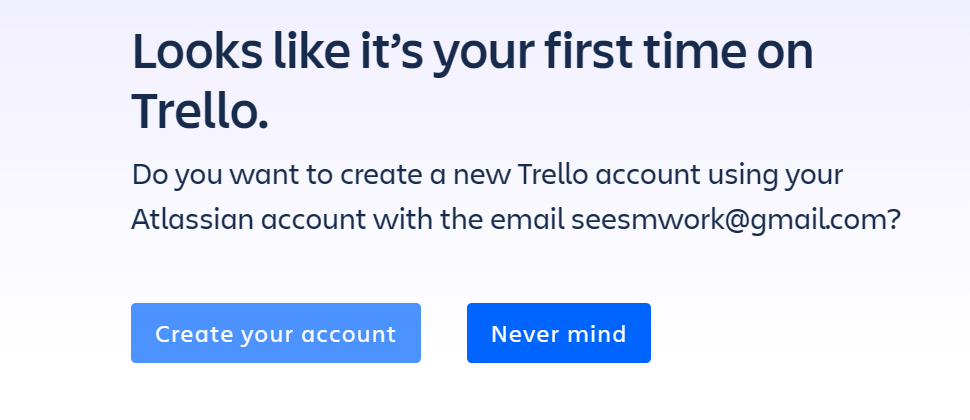 Looks like it’s your first time on
Trello.
Do you want to create a new Trello account using your
Atlassian account with the email seesmwork@gmail.com?
Create your account
Never mind